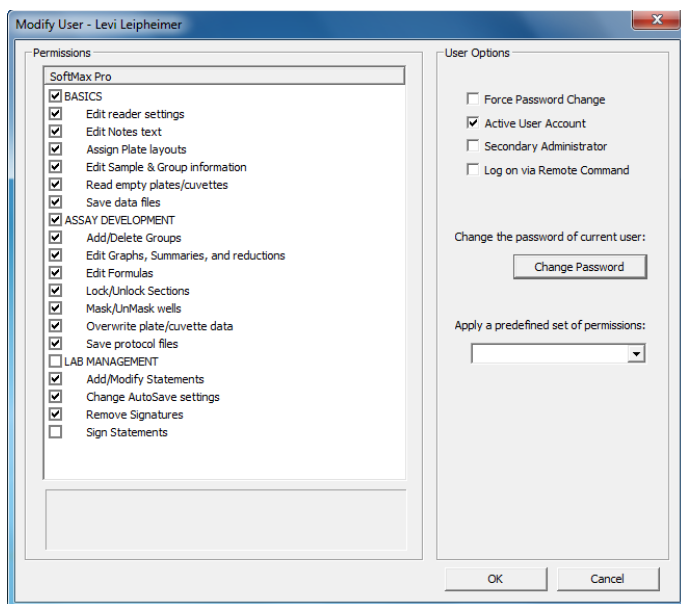 Modify User - Levi Leipheimer
Permissions
SoftMax Pro
BASICS
Edit reader settings
Edit Notes text
Assign Plate layouts
Edit Sample & Group information
Read empty plates/cuvettes
Save data files
ASSAY DEVELOPMENT
Add/Delete Groups
Edit Graphs, Summaries, and reductions
Edit Formulas
Lock/Unlock Sections
Mask/UnMask wells
Overwrite plate/cuvette data
Save protocol files
LAB MANAGEMENT
Add/Modify Statements
Change AutoSave settings
Remove Signatures
Sign Statements
User Options
Force Password Change
Active User Account
Secondary Administrator
Log on via Remote Command
Change the password of current user:
Change Password
Apply a predefined set of permissions:
OK
Cancel